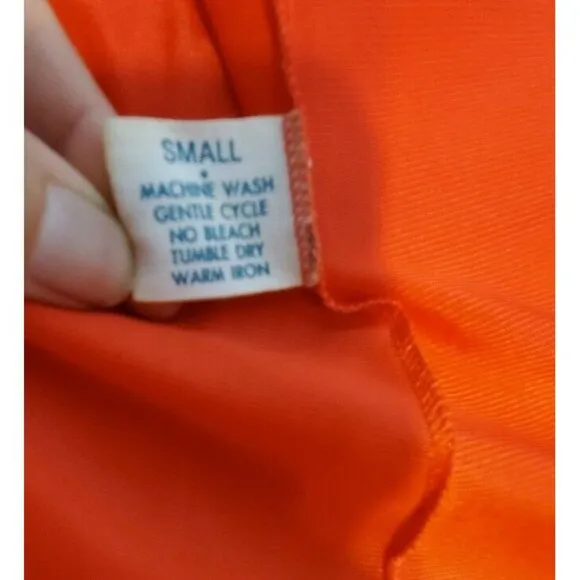 SMALL
•
MACHINE WASH
GENTLE CYCLE
NO BLEACH
TUMBLE DRY
WARM IRON